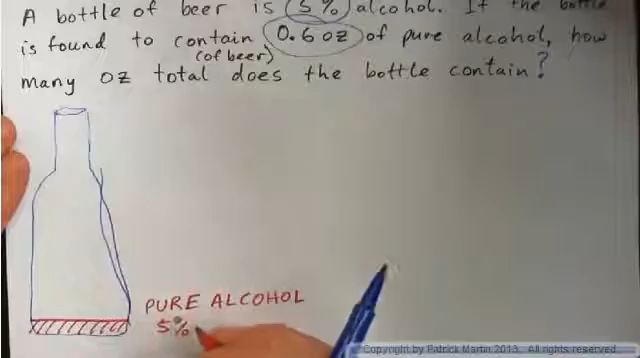 A bottle of beer is 5% alcohol. If the bottle
is found to contain 0.6 oz of pure alcohol, how
(of beer)
many oz total does the bottle contain?
PURE ALCOHOL
5%
Copyright by Patrick Martin 2013. All rights reserved.